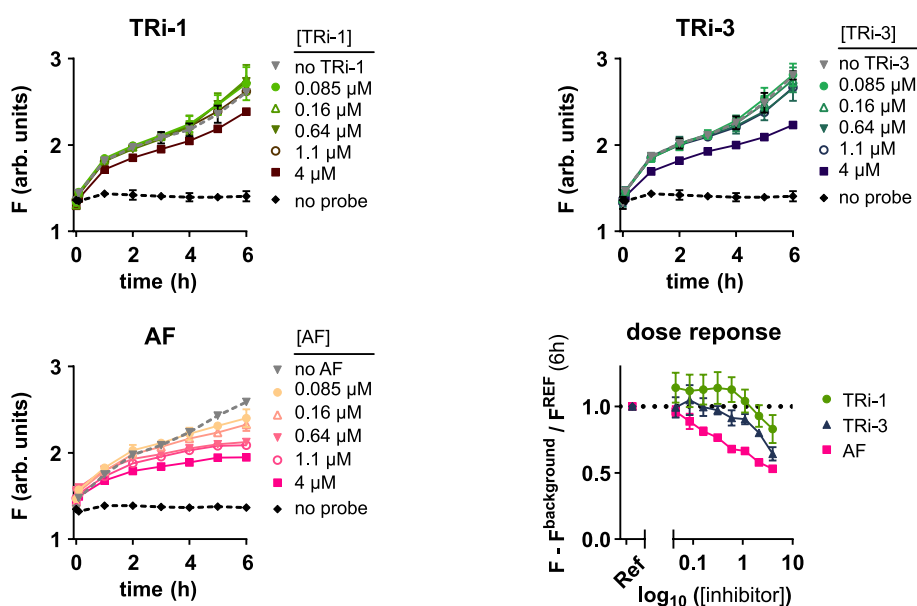 TRi-1
[TRi-1]
3
2
1
F (arb. units)
0
2
4
6
time (h)
no TRi-1
0.085 µM
0.16 µM
0.64 µM
1.1 µM
4 µM
no probe
TRi-3
[TRi-3]
3
2
1
F (arb. units)
0
2
4
6
time (h)
no TRi-3
0.085 µM
0.16 µM
0.64 µM
1.1 µM
4 µM
no probe
AF
[AF]
3
2
1
F (arb. units)
0
2
4
6
time (h)
no AF
0.085 µM
0.16 µM
0.64 µM
1.1 µM
4 µM
no probe
dose reponse
F - F^background / F^REF (6h)
1.0
0.5
0.0
Ref
0.1
1
10
log₁₀ ([inhibitor])
TRi-1
TRi-3
AF